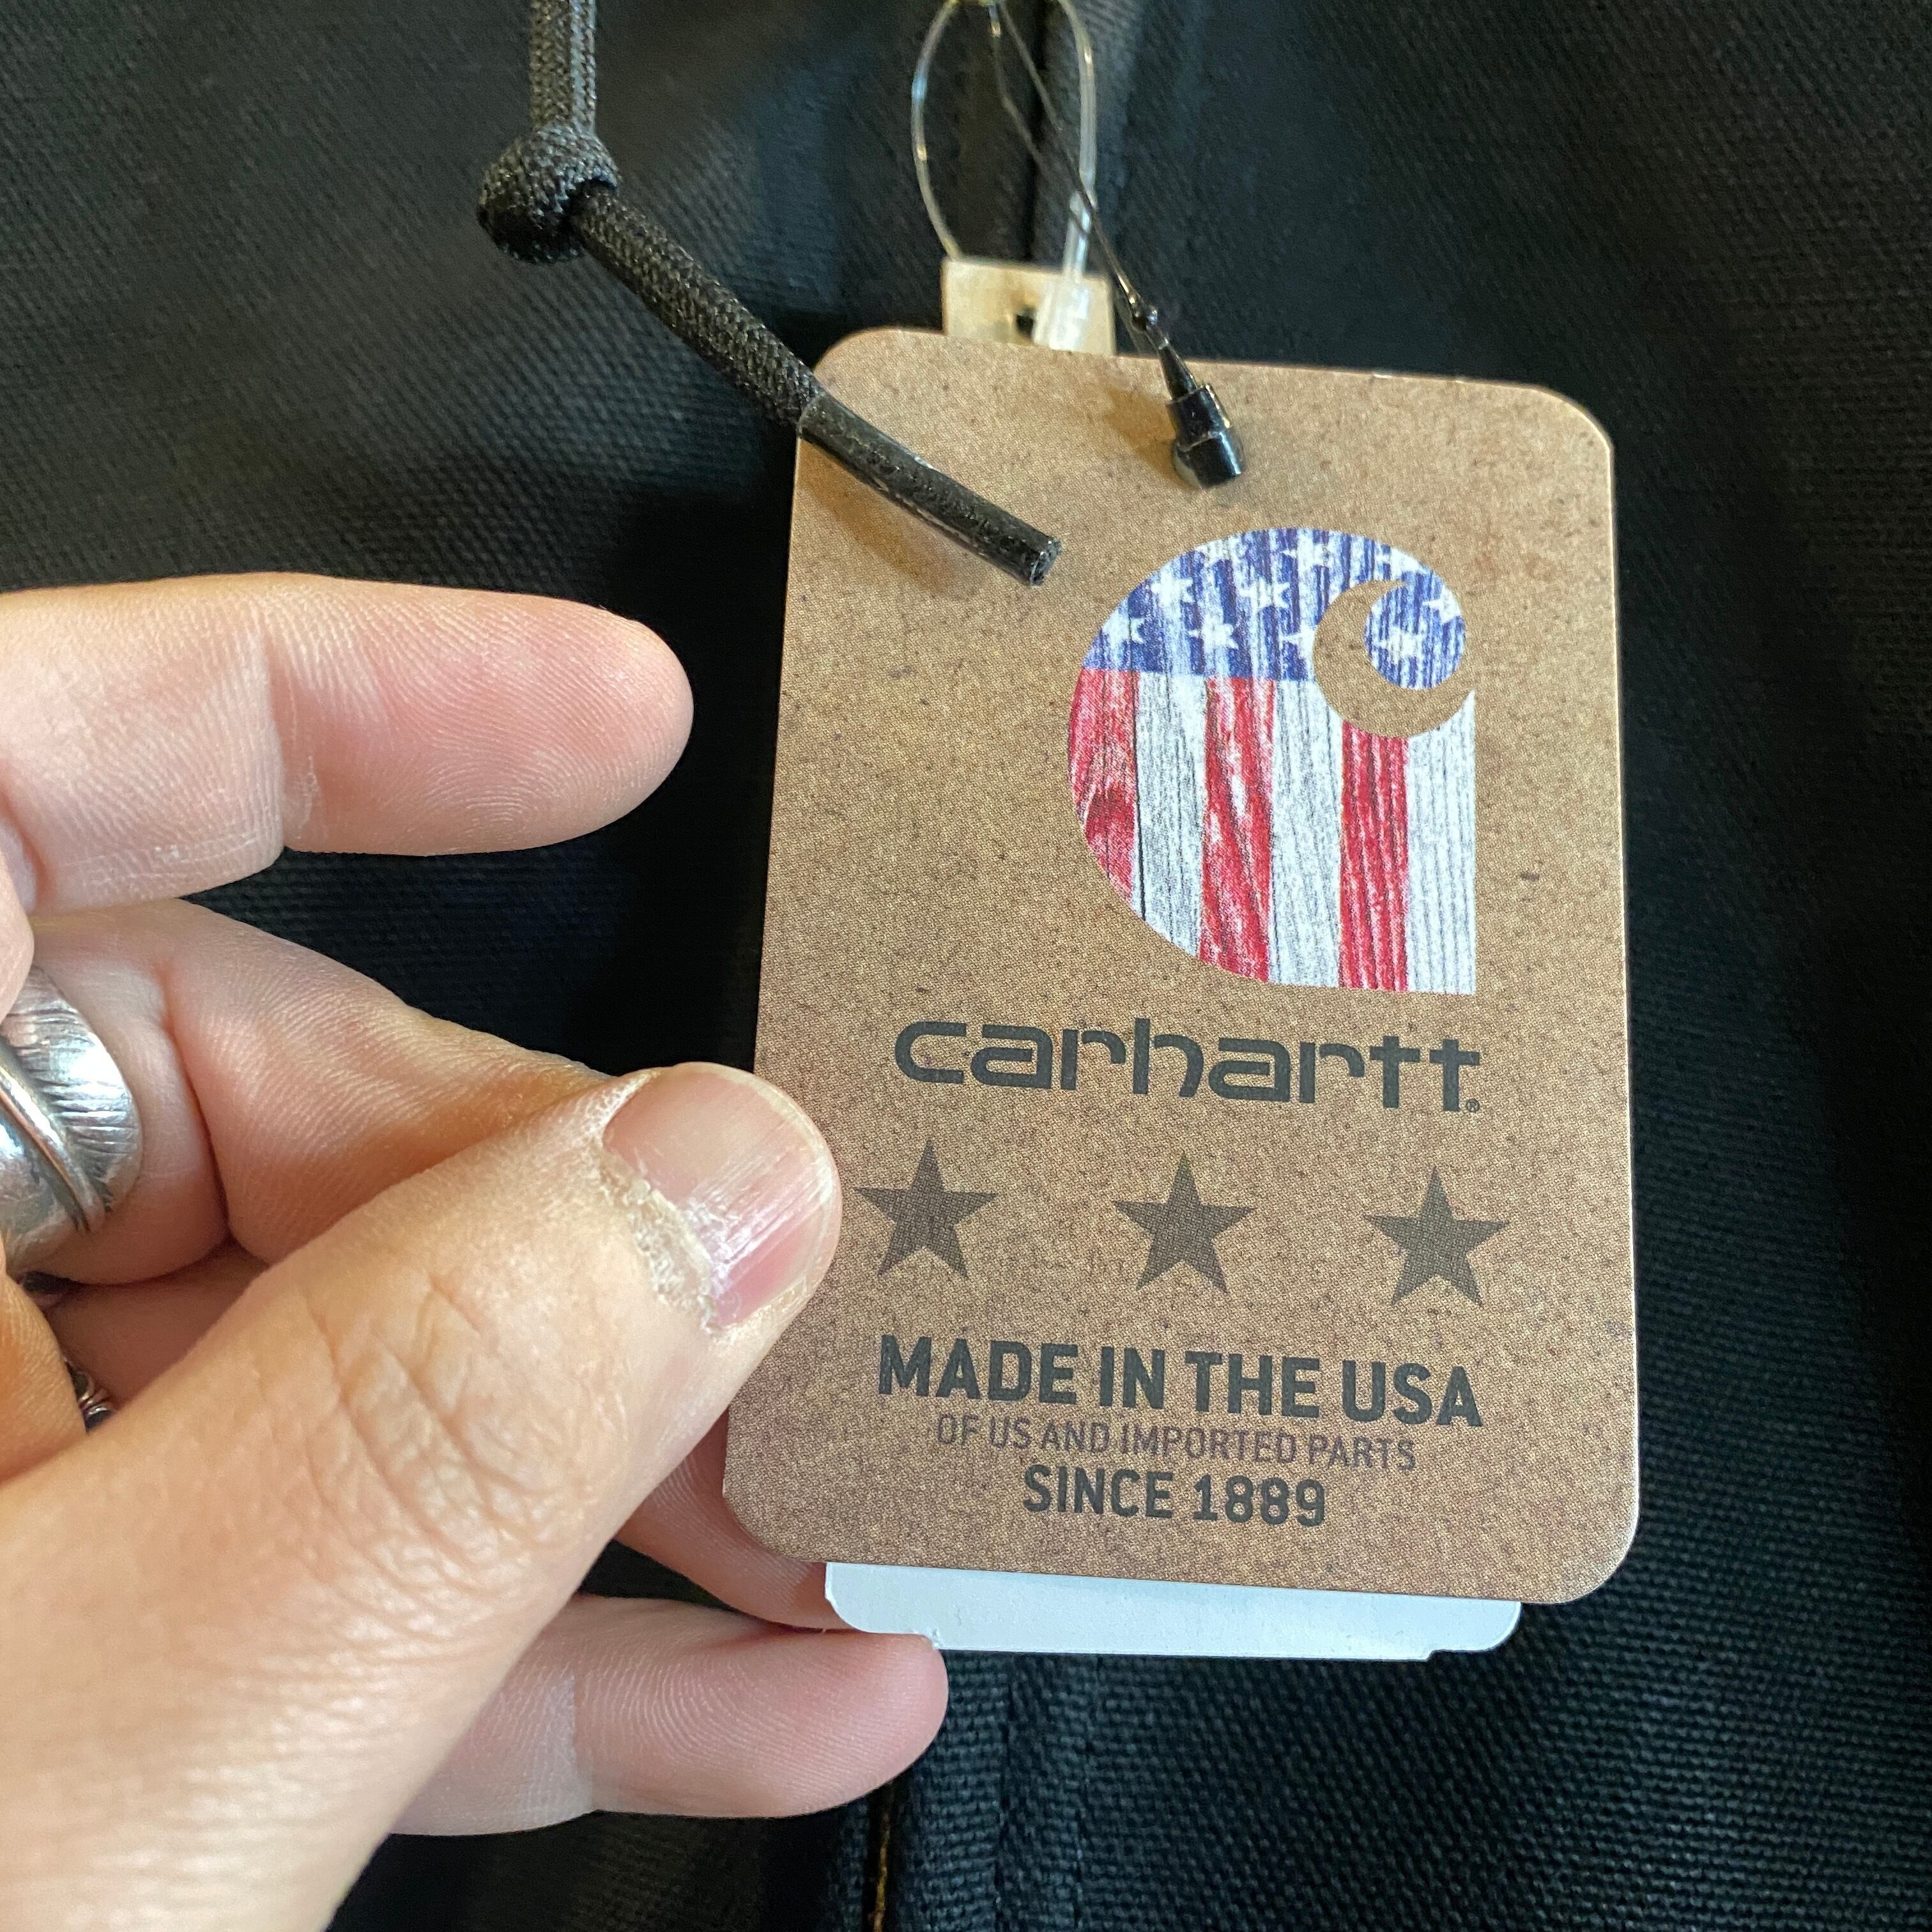 carhartt®
MADE IN THE USA
OF US AND IMPORTED PARTS
SINCE 1889